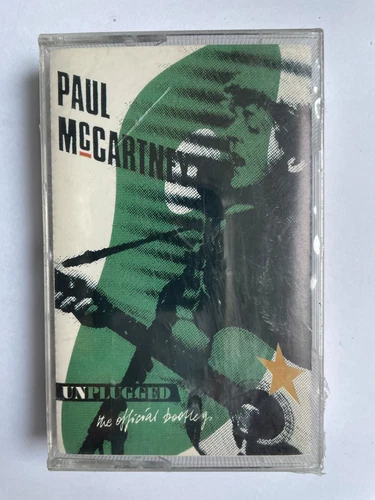 PAUL
McCARTNEY
UNPLUGGED
the official bootleg